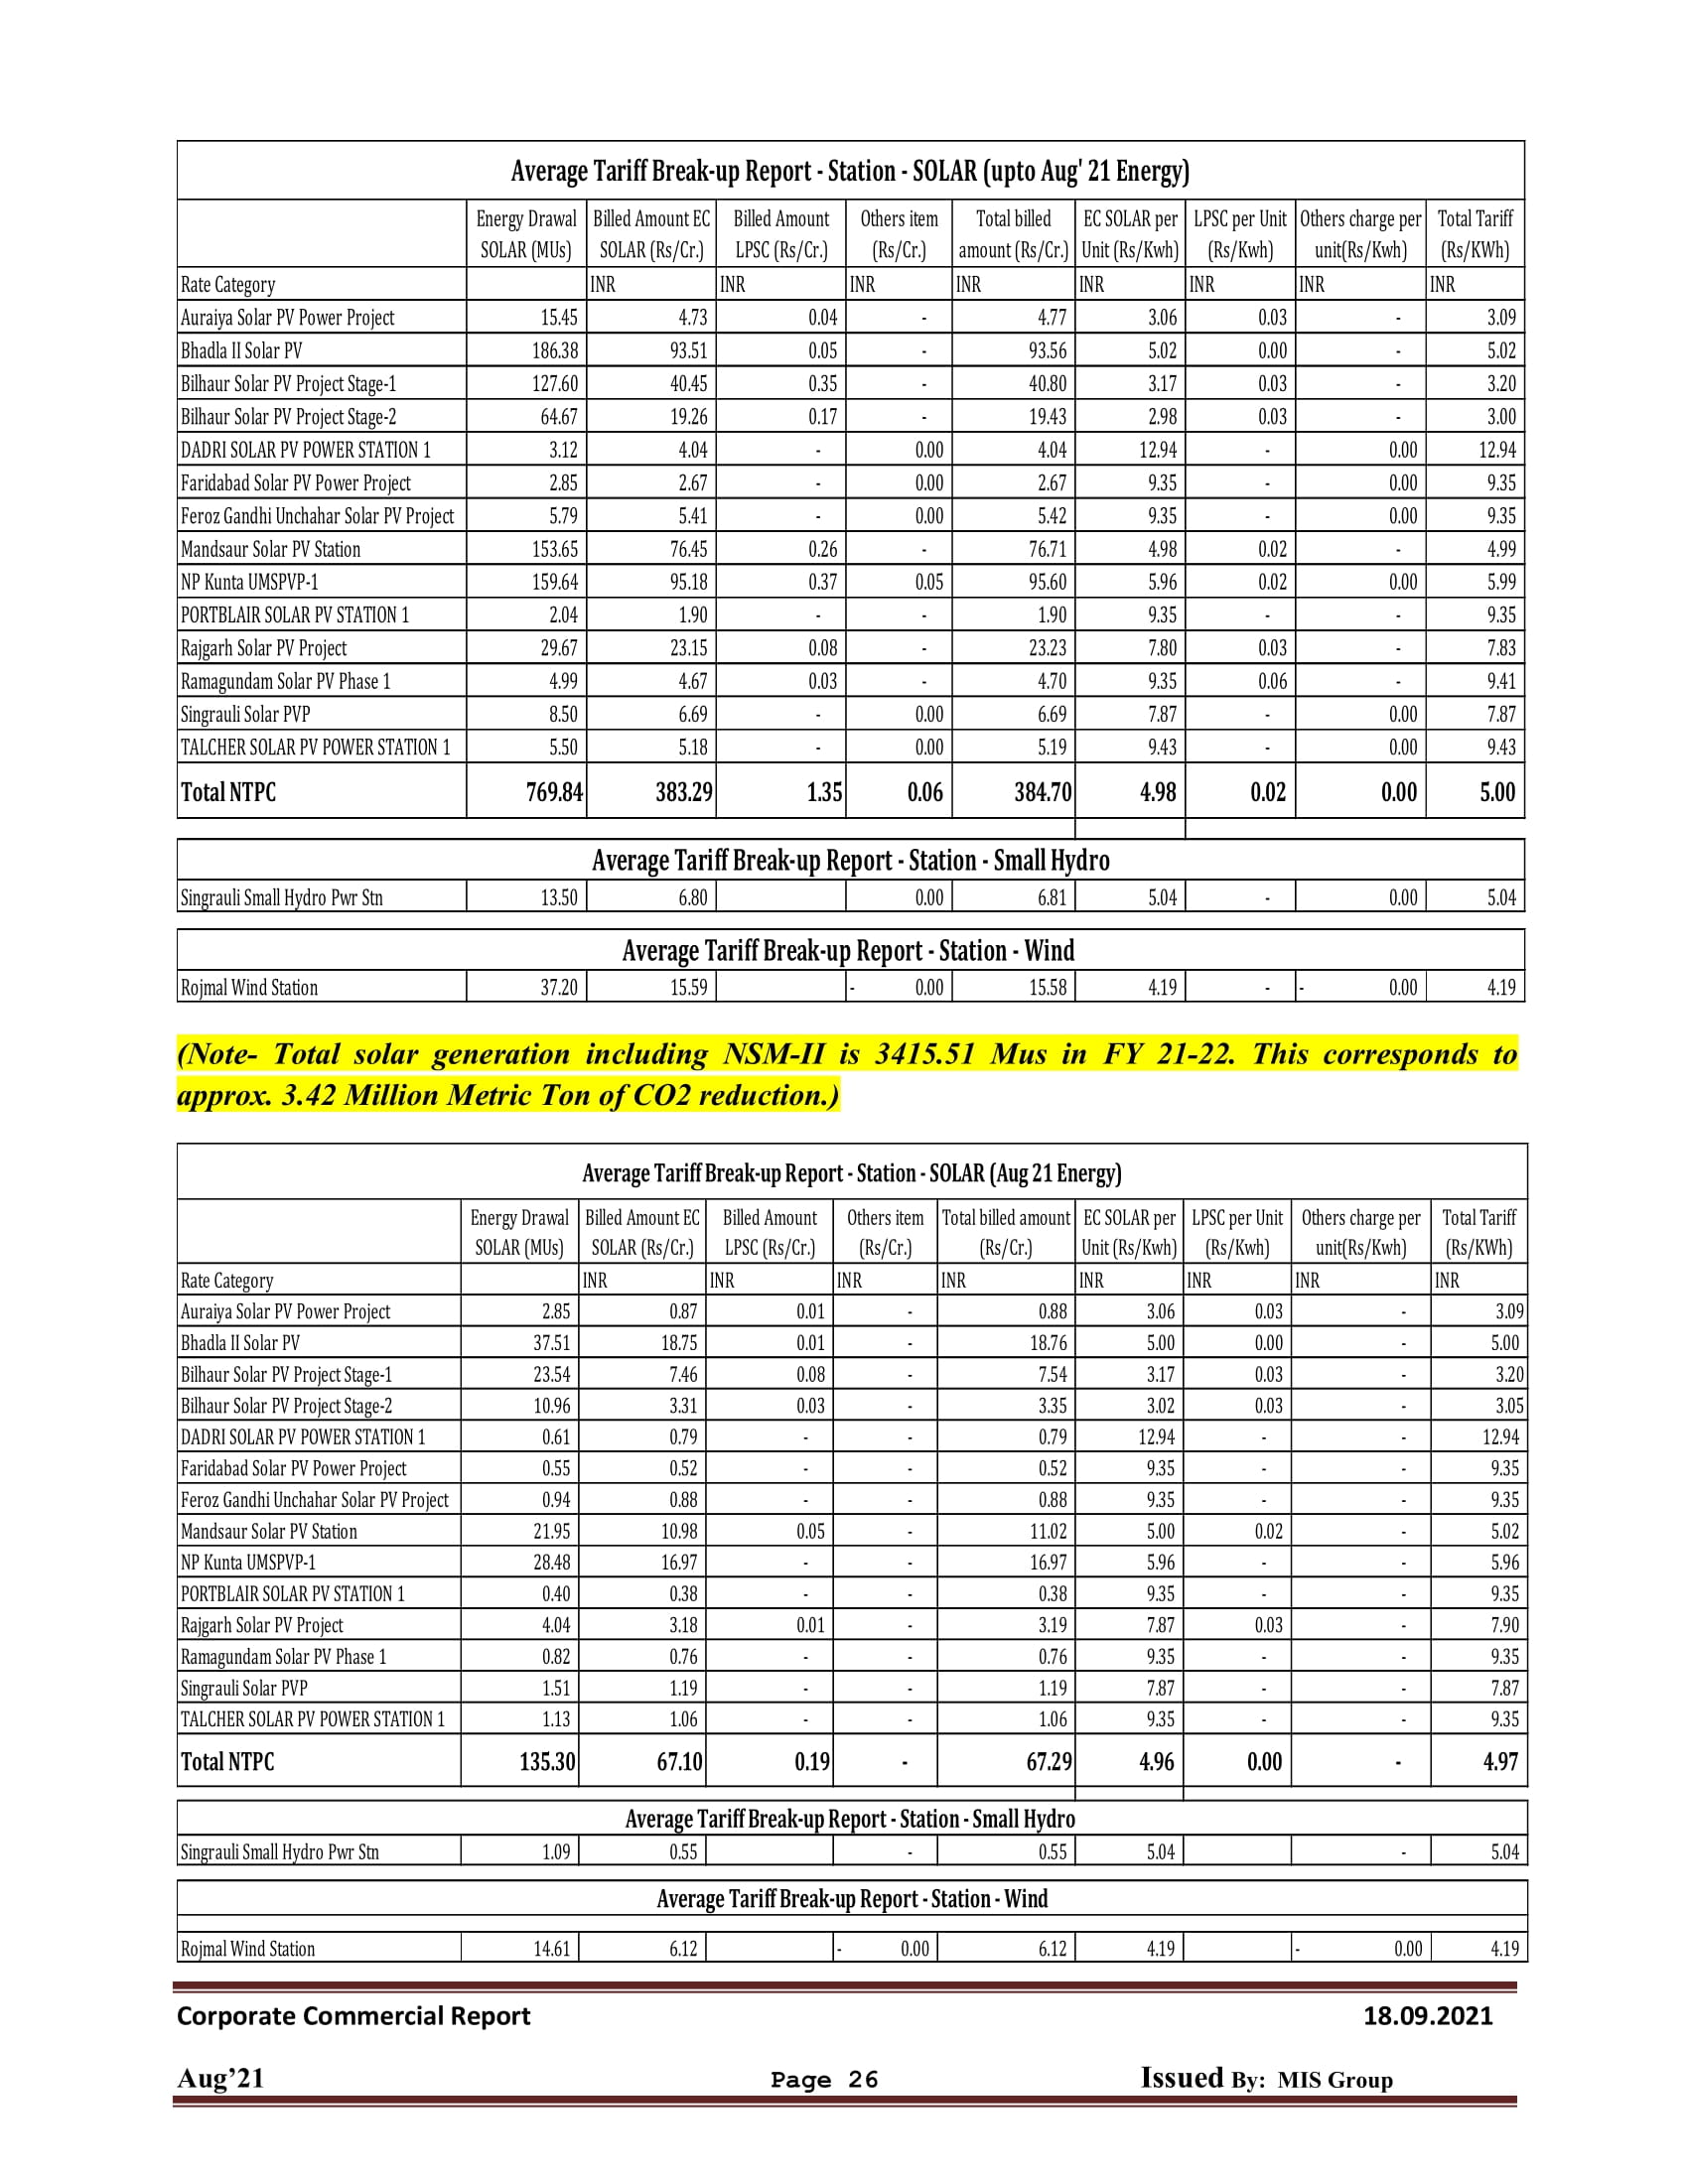 Average Tariff Break-up Report - Station - SOLAR (upto Aug' 21 Energy)
Energy Drawal SOLAR (MUs) Billed Amount EC SOLAR (Rs/Cr.) Billed Amount LPSC (Rs/Cr.) Others item (Rs/Cr.) Total billed amount (Rs/Cr.) EC SOLAR per Unit (Rs/Kwh) LPSC per Unit (Rs/Kwh) Others charge per unit(Rs/Kwh) Total Tariff (Rs/KWh)
Rate Category INR INR INR INR INR INR INR INR
Auraiya Solar PV Power Project 15.45 4.73 0.04 - 4.77 3.06 0.03 - 3.09
Bhadla II Solar PV 186.38 93.51 0.05 - 93.56 5.02 0.00 - 5.02
Bilhaur Solar PV Project Stage-1 127.60 40.45 0.35 - 40.80 3.17 0.03 - 3.20
Bilhaur Solar PV Project Stage-2 64.67 19.26 0.17 - 19.43 2.98 0.03 - 3.00
DADRI SOLAR PV POWER STATION 1 3.12 4.04 - 0.00 4.04 12.94 - 0.00 12.94
Faridabad Solar PV Power Project 2.85 2.67 - 0.00 2.67 9.35 - 0.00 9.35
Feroz Gandhi Unchahar Solar PV Project 5.79 5.41 - 0.00 5.42 9.35 - 0.00 9.35
Mandsaur Solar PV Station 153.65 76.45 0.26 - 76.71 4.98 0.02 - 4.99
NP Kunta UMSPVP-1 159.64 95.18 0.37 0.05 95.60 5.96 0.02 0.00 5.99
PORTBLAIR SOLAR PV STATION 1 2.04 1.90 - - 1.90 9.35 - - 9.35
Rajgarh Solar PV Project 29.67 23.15 0.08 - 23.23 7.80 0.03 - 7.83
Ramagundam Solar PV Phase 1 4.99 4.67 0.03 - 4.70 9.35 0.06 - 9.41
Singrauli Solar PVP 8.50 6.69 - 0.00 6.69 7.87 - 0.00 7.87
TALCHER SOLAR PV POWER STATION 1 5.50 5.18 - 0.00 5.19 9.43 - 0.00 9.43
Total NTPC 769.84 383.29 1.35 0.06 384.70 4.98 0.02 0.00 5.00
Average Tariff Break-up Report - Station - Small Hydro
Singrauli Small Hydro Pwr Stn 13.50 6.80 0.00 6.81 5.04 - 0.00 5.04
Average Tariff Break-up Report - Station - Wind
Rojmal Wind Station 37.20 15.59 - 0.00 15.58 4.19 - - 0.00 4.19
(Note- Total solar generation including NSM-II is 3415.51 Mus in FY 21-22. This corresponds to
approx. 3.42 Million Metric Ton of CO2 reduction.)
Average Tariff Break-up Report - Station - SOLAR (Aug 21 Energy)
Energy Drawal SOLAR (MUs) Billed Amount EC SOLAR (Rs/Cr.) Billed Amount LPSC (Rs/Cr.) Others item (Rs/Cr.) Total billed amount (Rs/Cr.) EC SOLAR per Unit (Rs/Kwh) LPSC per Unit (Rs/Kwh) Others charge per unit(Rs/Kwh) Total Tariff (Rs/KWh)
Rate Category INR INR INR INR INR INR INR INR
Auraiya Solar PV Power Project 2.85 0.87 0.01 - 0.88 3.06 0.03 - 3.09
Bhadla II Solar PV 37.51 18.75 0.01 - 18.76 5.00 0.00 - 5.00
Bilhaur Solar PV Project Stage-1 23.54 7.46 0.08 - 7.54 3.17 0.03 - 3.20
Bilhaur Solar PV Project Stage-2 10.96 3.31 0.03 - 3.35 3.02 0.03 - 3.05
DADRI SOLAR PV POWER STATION 1 0.61 0.79 - - 0.79 12.94 - - 12.94
Faridabad Solar PV Power Project 0.55 0.52 - - 0.52 9.35 - - 9.35
Feroz Gandhi Unchahar Solar PV Project 0.94 0.88 - - 0.88 9.35 - - 9.35
Mandsaur Solar PV Station 21.95 10.98 0.05 - 11.02 5.00 0.02 - 5.02
NP Kunta UMSPVP-1 28.48 16.97 - - 16.97 5.96 - - 5.96
PORTBLAIR SOLAR PV STATION 1 0.40 0.38 - - 0.38 9.35 - - 9.35
Rajgarh Solar PV Project 4.04 3.18 0.01 - 3.19 7.87 0.03 - 7.90
Ramagundam Solar PV Phase 1 0.82 0.76 - - 0.76 9.35 - - 9.35
Singrauli Solar PVP 1.51 1.19 - - 1.19 7.87 - - 7.87
TALCHER SOLAR PV POWER STATION 1 1.13 1.06 - - 1.06 9.35 - - 9.35
Total NTPC 135.30 67.10 0.19 - 67.29 4.96 0.00 - 4.97
Average Tariff Break-up Report - Station - Small Hydro
Singrauli Small Hydro Pwr Stn 1.09 0.55 - 0.55 5.04 - 5.04
Average Tariff Break-up Report - Station - Wind
Rojmal Wind Station 14.61 6.12 - 0.00 6.12 4.19 - 0.00 4.19
Corporate Commercial Report 18.09.2021
Aug’21 Page 26 Issued By: MIS Group